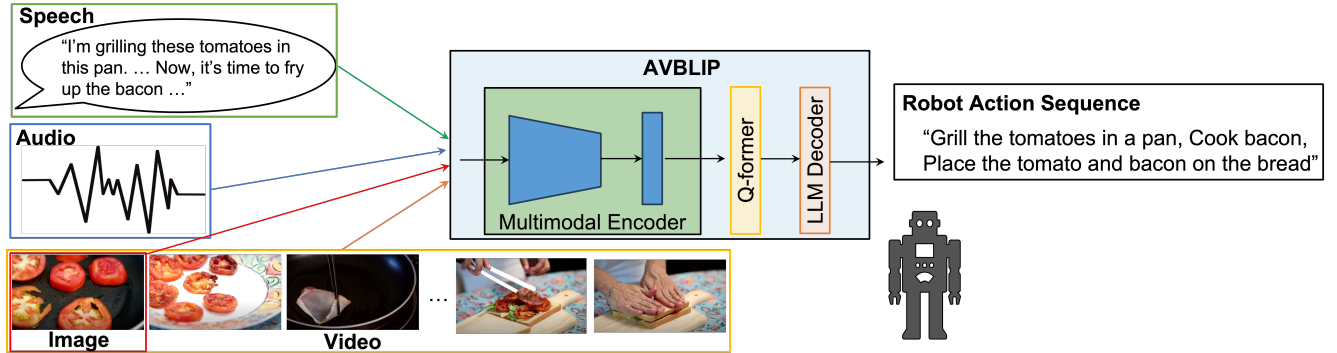 Speech
“I’m grilling these tomatoes in
this pan. … Now, it’s time to fry
up the bacon …”
Audio
Image
Video
...
AVBLIP
Multimodal Encoder
Q-former
LLM Decoder
Robot Action Sequence
“Grill the tomatoes in a pan, Cook bacon,
Place the tomato and bacon on the bread”